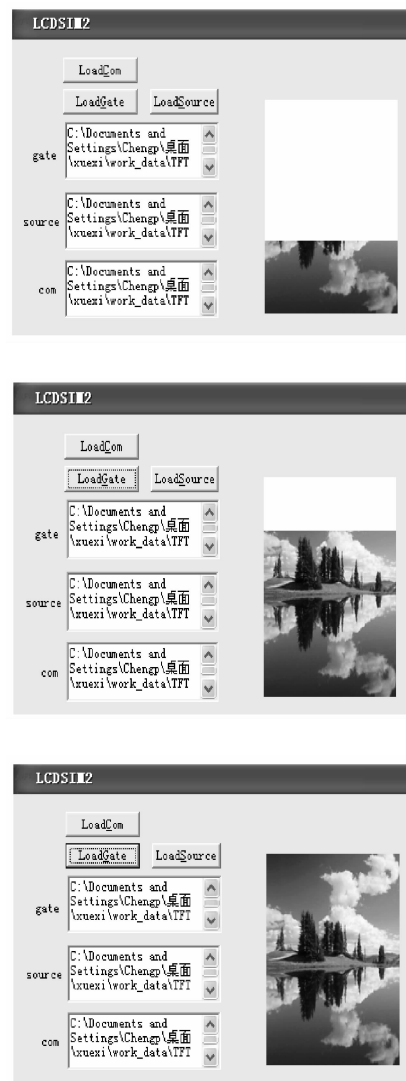 LCDSIM2
LoadCom
LoadGate LoadSource
gate
C:\Documents and
Settings\Chengp\桌面
\xuexi\work_data\TFT
source
C:\Documents and
Settings\Chengp\桌面
\xuexi\work_data\TFT
com
C:\Documents and
Settings\Chengp\桌面
\xuexi\work_data\TFT
LCDSIM2
LoadCom
LoadGate LoadSource
gate
C:\Documents and
Settings\Chengp\桌面
\xuexi\work_data\TFT
source
C:\Documents and
Settings\Chengp\桌面
\xuexi\work_data\TFT
com
C:\Documents and
Settings\Chengp\桌面
\xuexi\work_data\TFT
LCDSIM2
LoadCom
LoadGate LoadSource
gate
C:\Documents and
Settings\Chengp\桌面
\xuexi\work_data\TFT
source
C:\Documents and
Settings\Chengp\桌面
\xuexi\work_data\TFT
com
C:\Documents and
Settings\Chengp\桌面
\xuexi\work_data\TFT